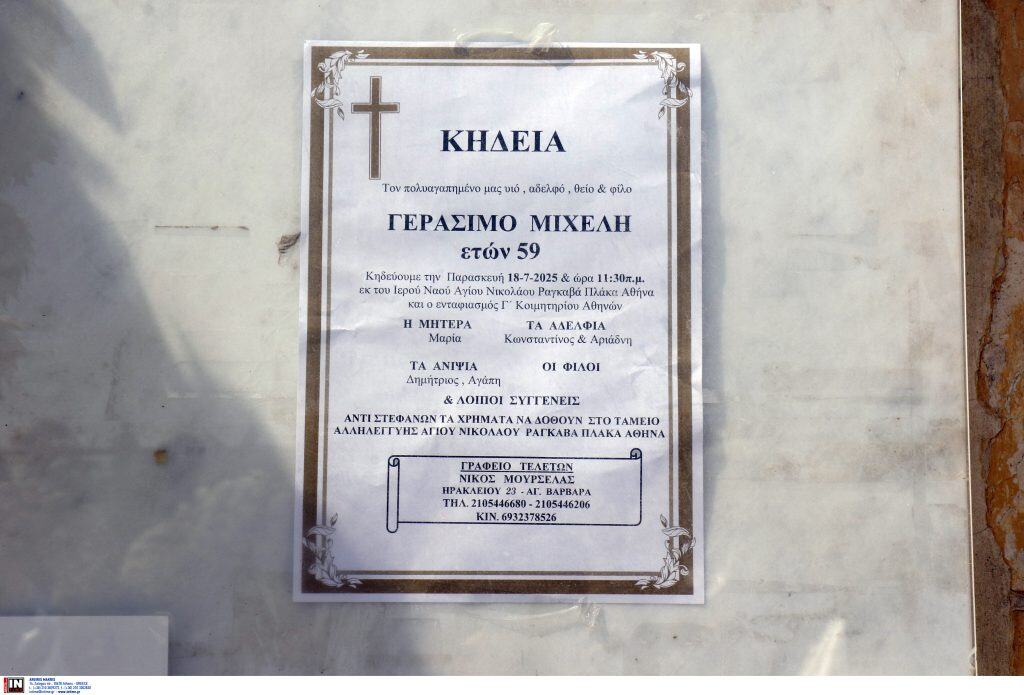 ΚΗΔΕΙΑ
Τον πολυαγαπημένο μας υιό , αδελφό , θείο & φίλο
ΓΕΡΑΣΙΜΟ ΜΙΧΕΛΗ
ετών 59
Κηδεύουμε την Παρασκευή 18-7-2025 & ώρα 11:30π.μ.
εκ του Ιερού Ναού Αγίου Νικολάου Ραγκαβά Πλάκα Αθήνα
και ο ενταφιασμός Γ΄ Κοιμητηρίου Αθηνών
Η ΜΗΤΕΡΑ ΤΑ ΑΔΕΛΦΙΑ
Μαρία Κωνσταντίνος & Αριάδνη
ΤΑ ΑΝΙΨΙΑ ΟΙ ΦΙΛΟΙ
Δημήτριος , Αγάπη
& ΛΟΙΠΟΙ ΣΥΓΓΕΝΕΙΣ
ΑΝΤΙ ΣΤΕΦΑΝΩΝ ΤΑ ΧΡΗΜΑΤΑ ΝΑ ΔΟΘΟΥΝ ΣΤΟ ΤΑΜΕΙΟ
ΑΛΛΗΛΕΓΓΥΗΣ ΑΓΙΟΥ ΝΙΚΟΛΑΟΥ ΡΑΓΚΑΒΑ ΠΛΑΚΑ ΑΘΗΝΑ
ΓΡΑΦΕΙΟ ΤΕΛΕΤΩΝ
ΝΙΚΟΣ ΜΟΥΡΣΕΛΑΣ
ΗΡΑΚΛΕΙΟΥ 23 - ΑΓ. ΒΑΡΒΑΡΑ
ΤΗΛ. 2105446680 - 2105446206
ΚΙΝ. 6932378526
IN